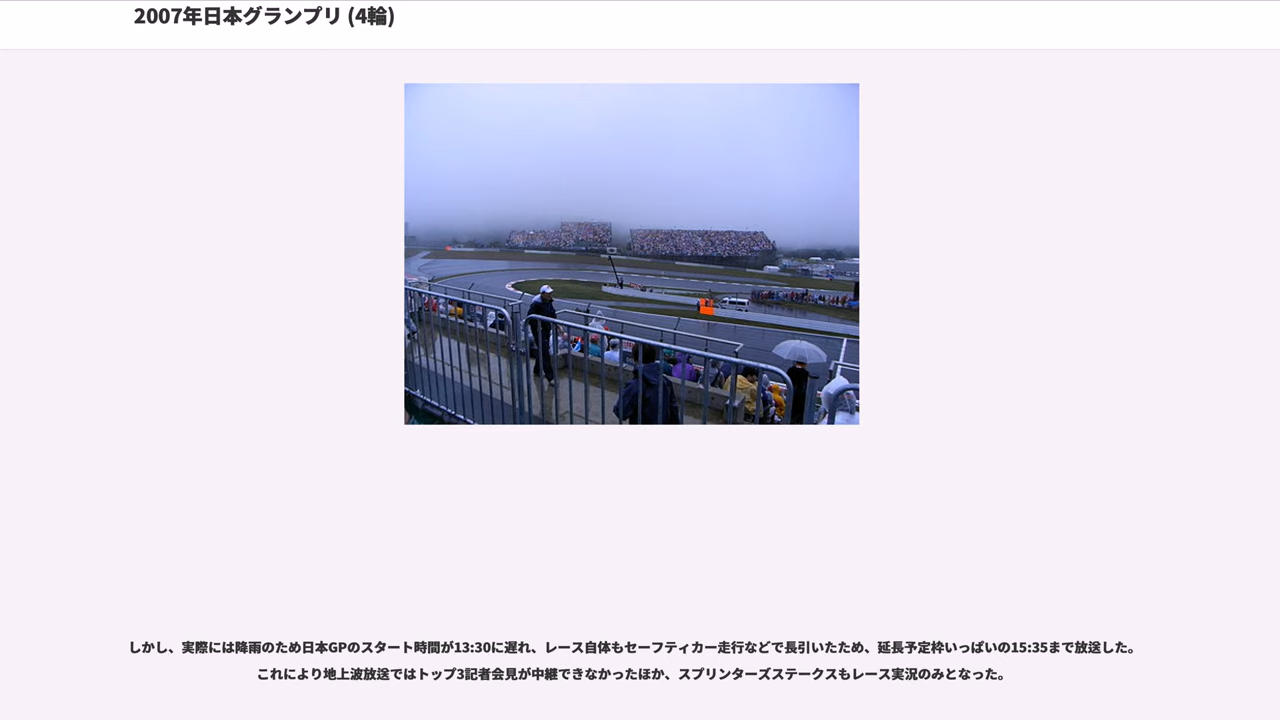 2007年日本グランプリ (4輪)
しかし、実際には降雨のため日本GPのスタート時間が13:30に遅れ、レース自体もセーフティカー走行などで長引いたため、延長予定枠いっぱいの15:35まで放送した。
これにより地上波放送ではトップ3記者会見が中継できなかったほか、スプリンターズステークスもレース実況のみとなった。